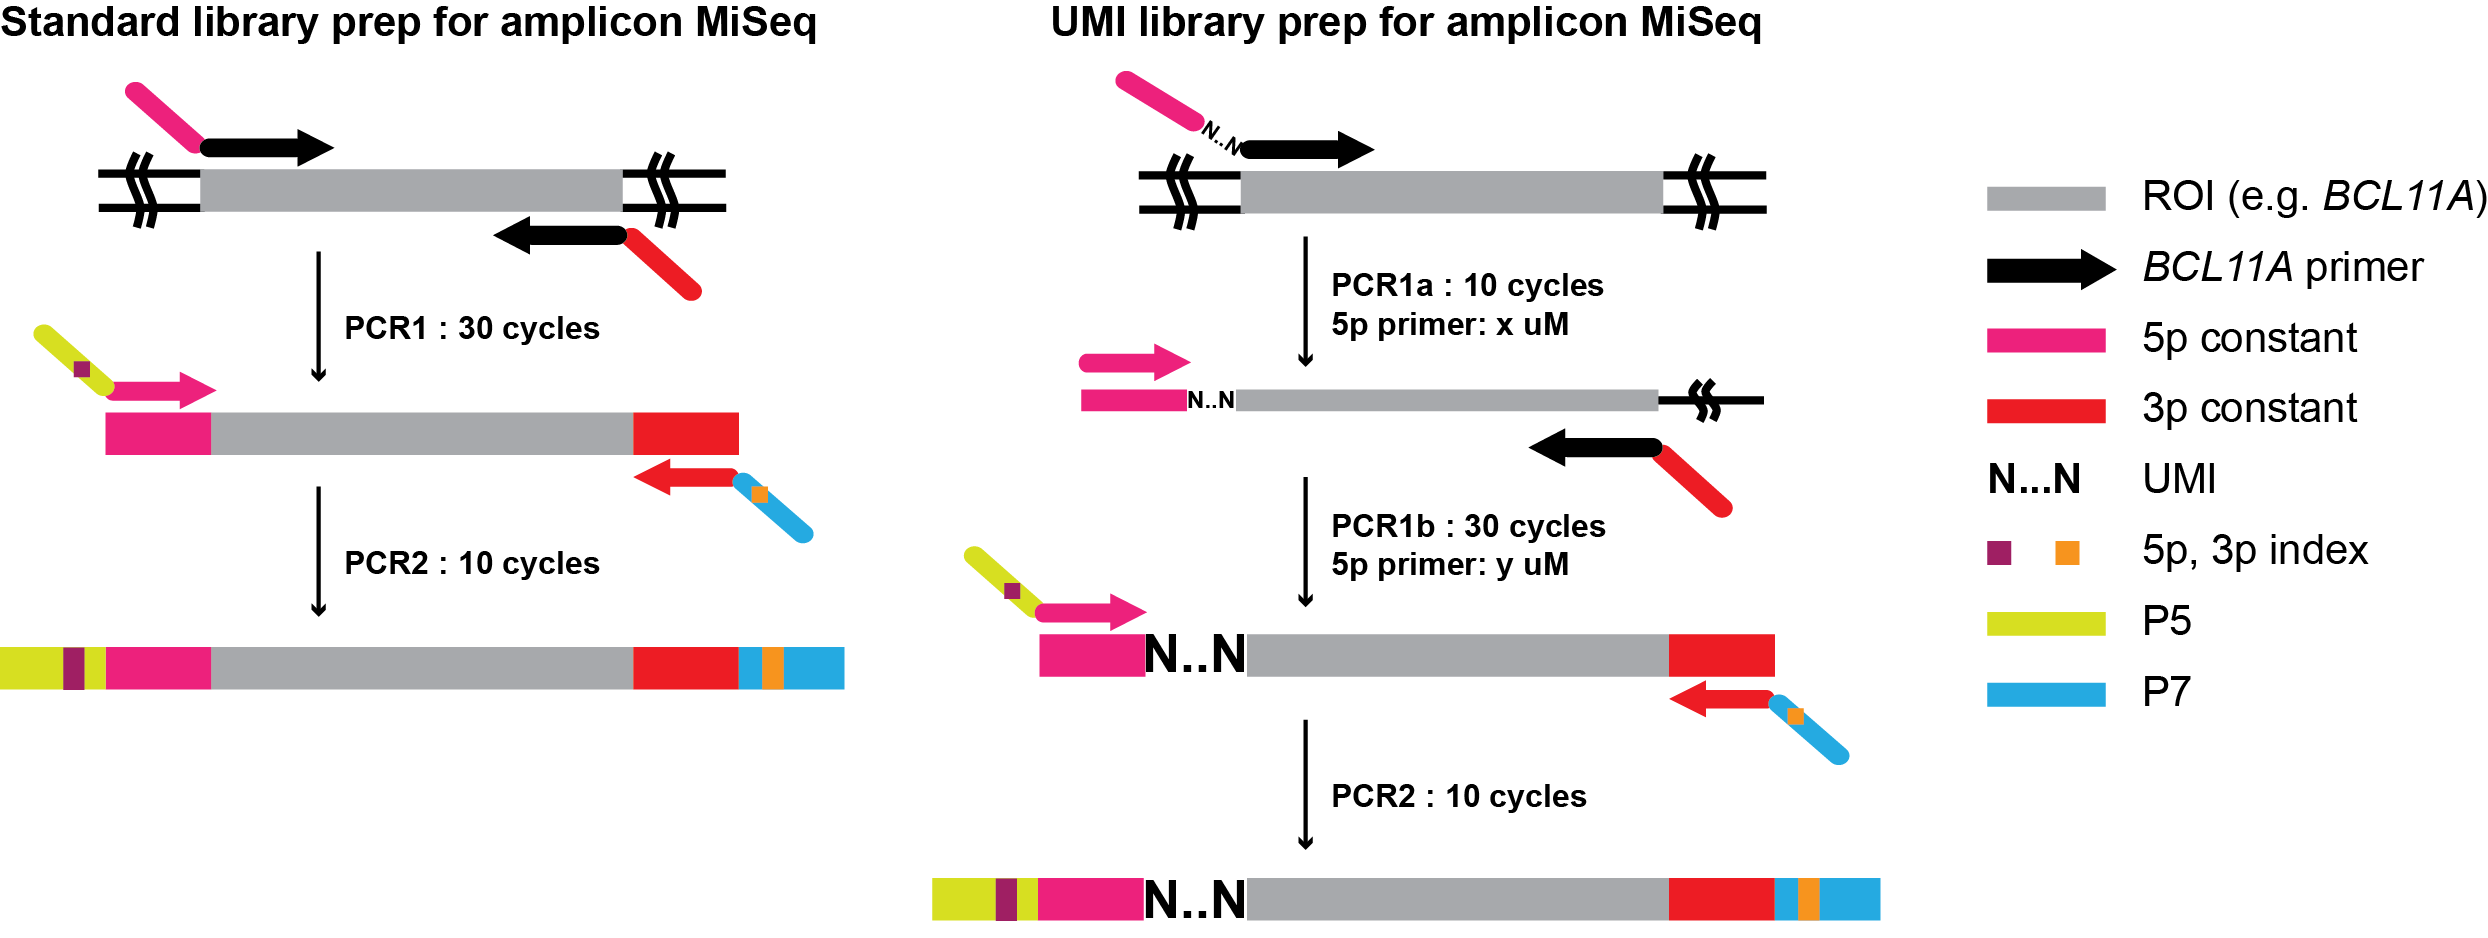 Standard library prep for amplicon MiSeq
PCR1 : 30 cycles
PCR2 : 10 cycles
UMI library prep for amplicon MiSeq
N..N
PCR1a : 10 cycles
5p primer: x uM
N..N
PCR1b : 30 cycles
5p primer: y uM
N..N
PCR2 : 10 cycles
N..N
ROI (e.g. BCL11A)
BCL11A primer
5p constant
3p constant
N...N UMI
5p, 3p index
P5
P7